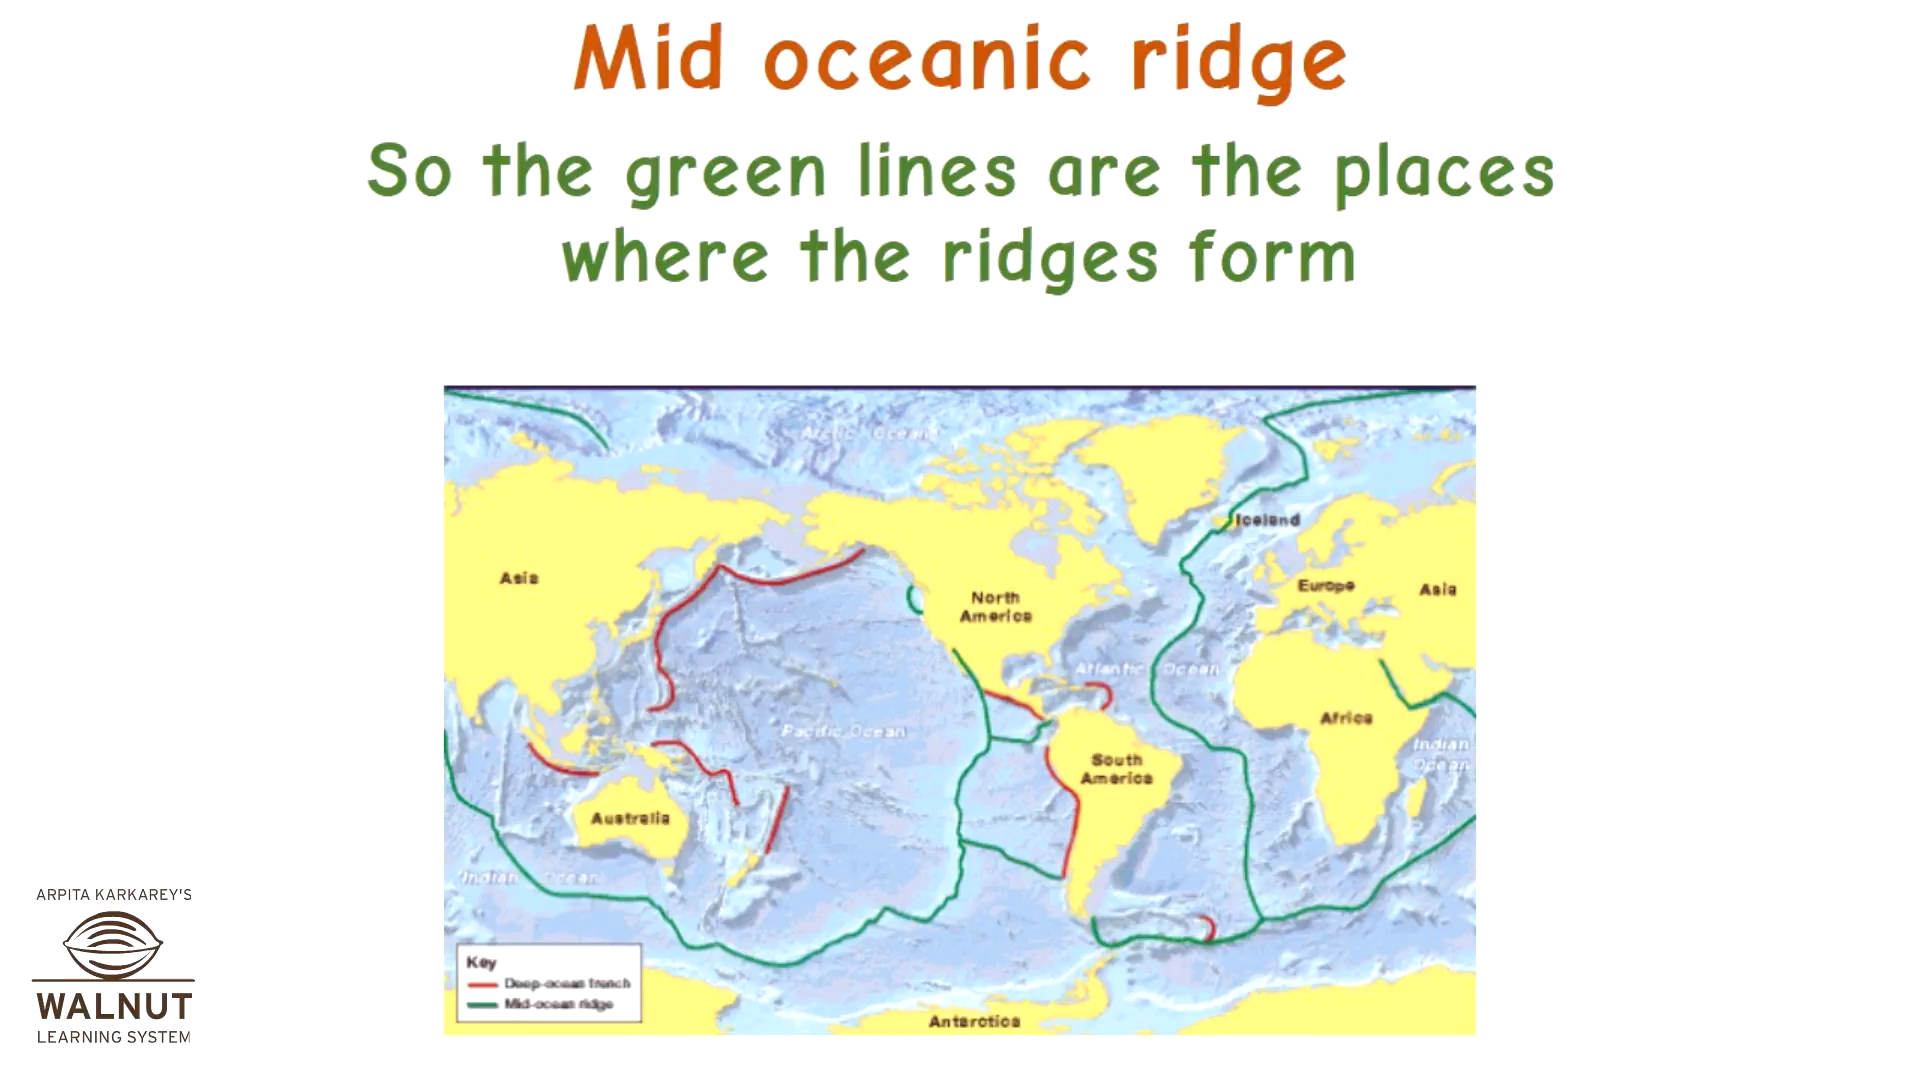 Mid oceanic ridge
So the green lines are the places
where the ridges form
Arctic Ocean
Iceland
Asia
Europe
Asia
North
America
Atlantic Ocean
Africa
Pacific Ocean
Indian
Ocean
South
America
Australia
Indian Ocean
Key
Deep-ocean trench
Mid-ocean ridge
Antarctica
ARPITA KARKAREY'S
WALNUT
LEARNING SYSTEM